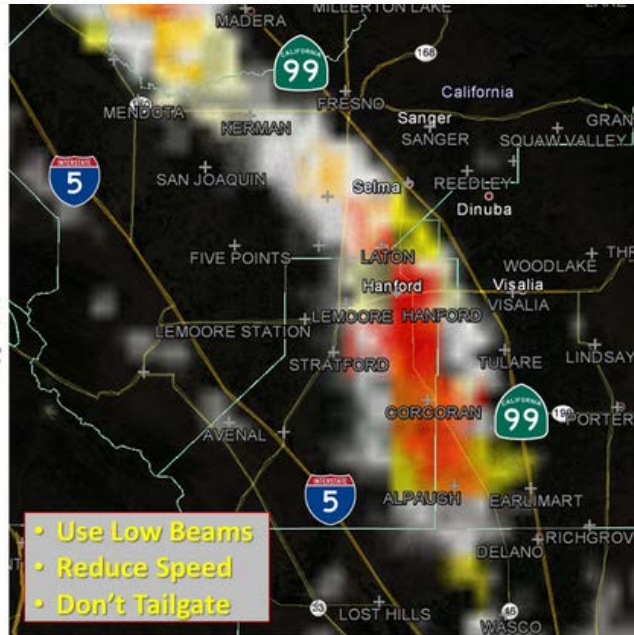 MADERA
MILLERTON LAKE
CALIFORNIA
99
168
MENDOTA
FRESNO
California
Sanger
KERMAN
SANGER
SQUAW VALLEY
INTERSTATE
5
SAN JOAQUIN
Selma
REEDLEY
Dinuba
FIVE POINTS
LATON
WOODLAKE
Hanford
Visalia
VISALIA
LEMOORE
HANFORD
LEMOORE STATION
STRATFORD
TULARE
LINDSAY
CORCORAN
CALIFORNIA
99
190
AVENAL
INTERSTATE
5
ALPAUGH
EARLIMART
• Use Low Beams
• Reduce Speed
• Don't Tailgate
DELANO
33
LOST HILLS
46
WASCO